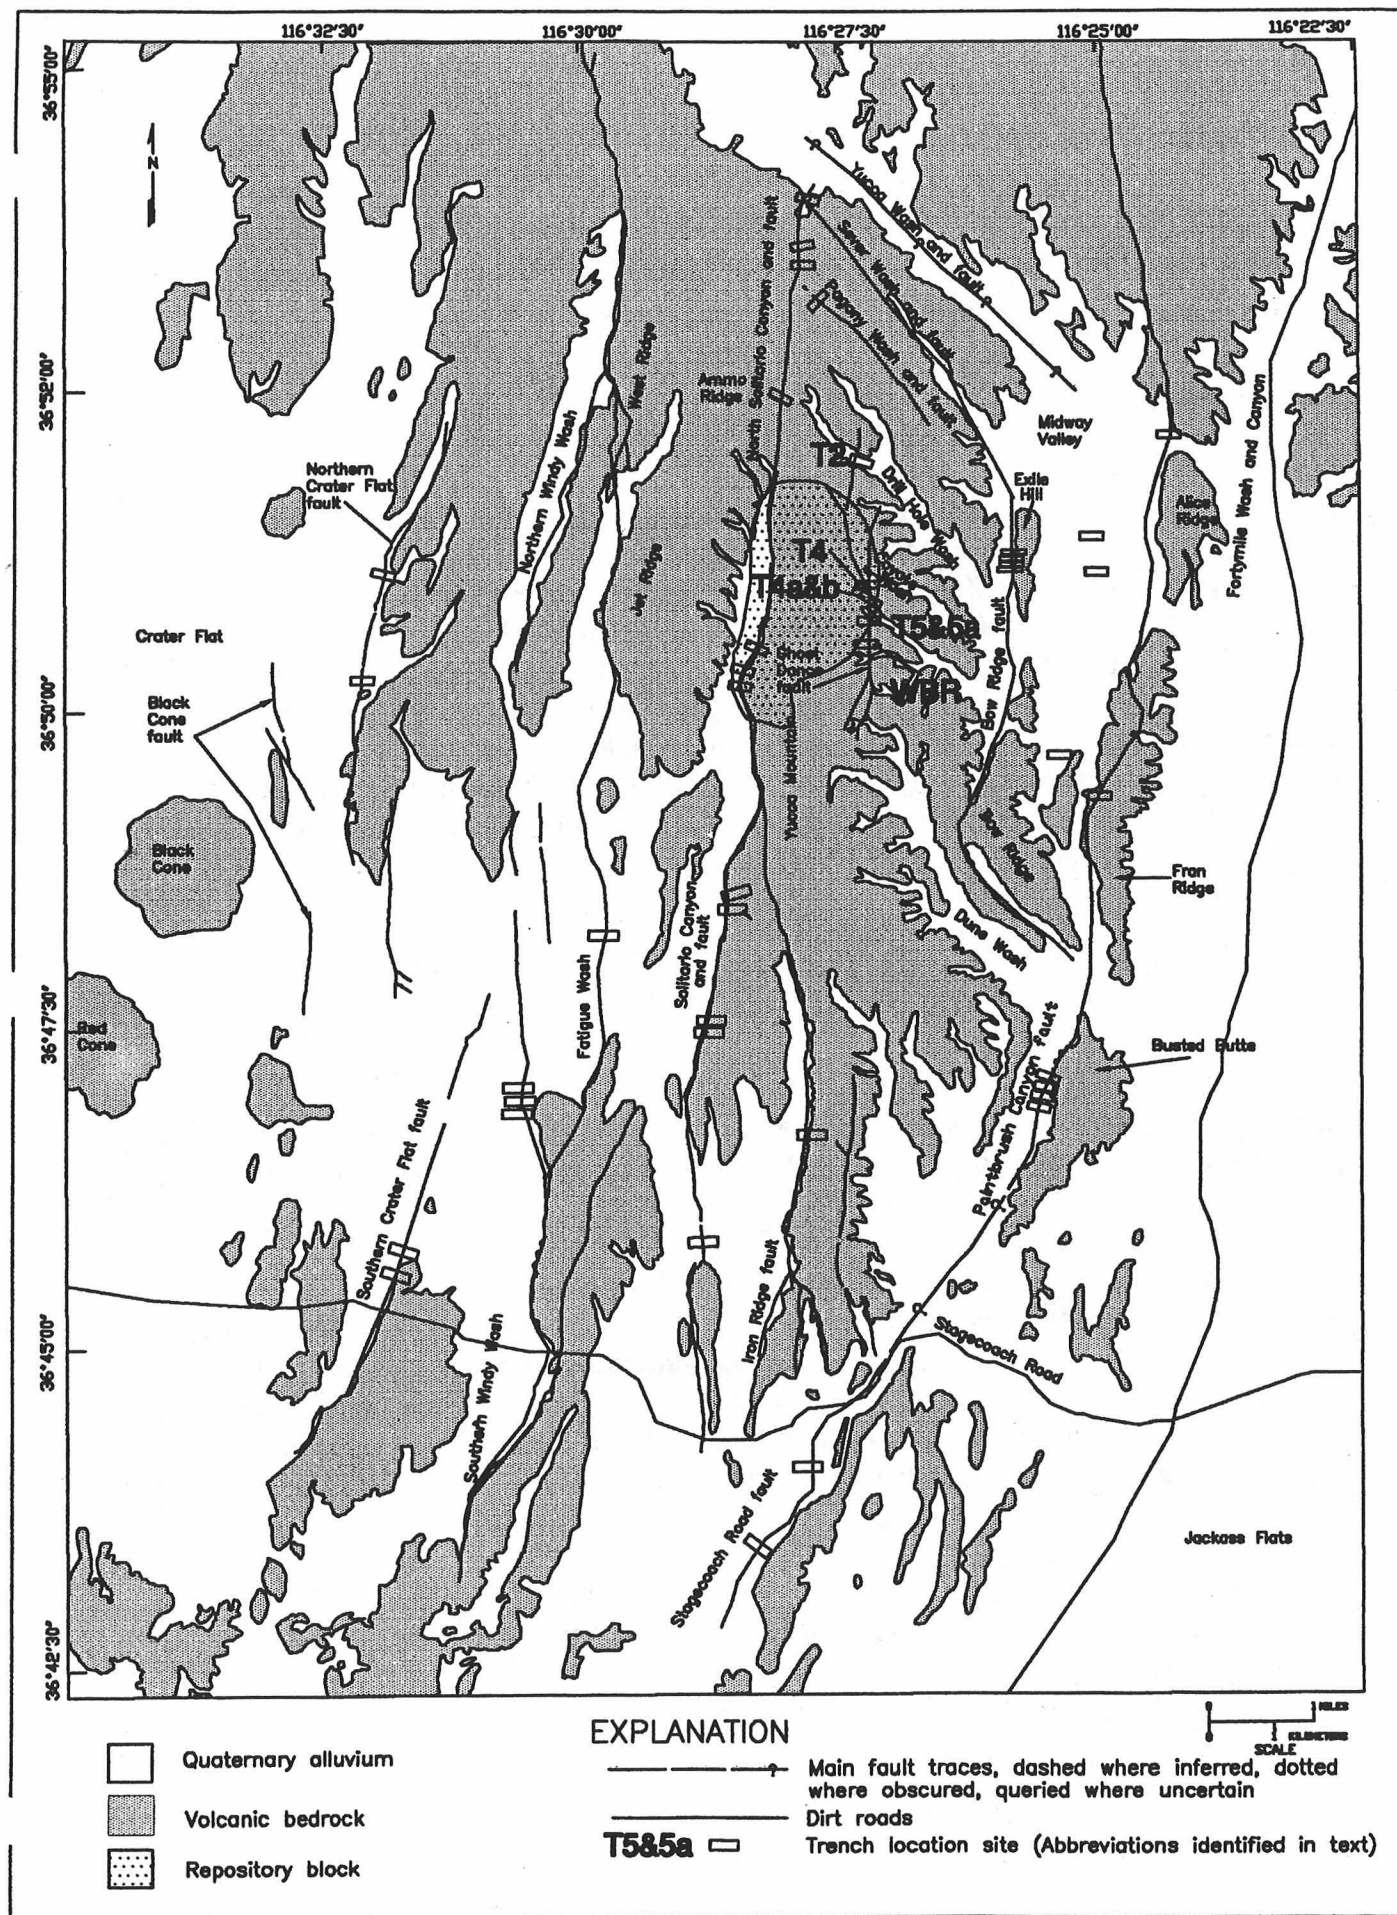 116°32'30"
116°30'00"
116°27'30"
116°25'00"
116°22'30"
36°55'00"
36°52'00"
36°50'00"
36°47'30"
36°45'00"
36°42'30"
N
Yucca Wash and fault
Sever Wash and fault
Pagany Wash and fault
North Solitario Canyon and fault
West Ridge
Ammo
Ridge
Northern Windy Wash
Northern
Crater Flat
fault
Midway
Valley
Exile
Hill
Alice
Ridge
Fortymile Wash and Canyon
T2
Drill Hole Wash
T4
T4a&b
T5&5a
WBR
Ghost
Dance
fault
Jet Ridge
Crater Flat
Black
Cone
fault
Bow Ridge fault
Yucca Mountain
Black
Cone
Bow Ridge
Fran
Ridge
Dune Wash
Solitario Canyon
and fault
Fatigue Wash
Red
Cone
Paintbrush Canyon fault
Busted Butte
Southern Crater Flat fault
Iron Ridge fault
Southern Windy Wash
Stagecoach Road
Stagecoach Road fault
Jackass Flats
EXPLANATION
Quaternary alluvium
Volcanic bedrock
Repository block
Main fault traces, dashed where inferred, dotted
where obscured, queried where uncertain
Dirt roads
T5&5a
Trench location site (Abbreviations identified in text)
0 1 MILES
0 1 KILOMETERS
SCALE